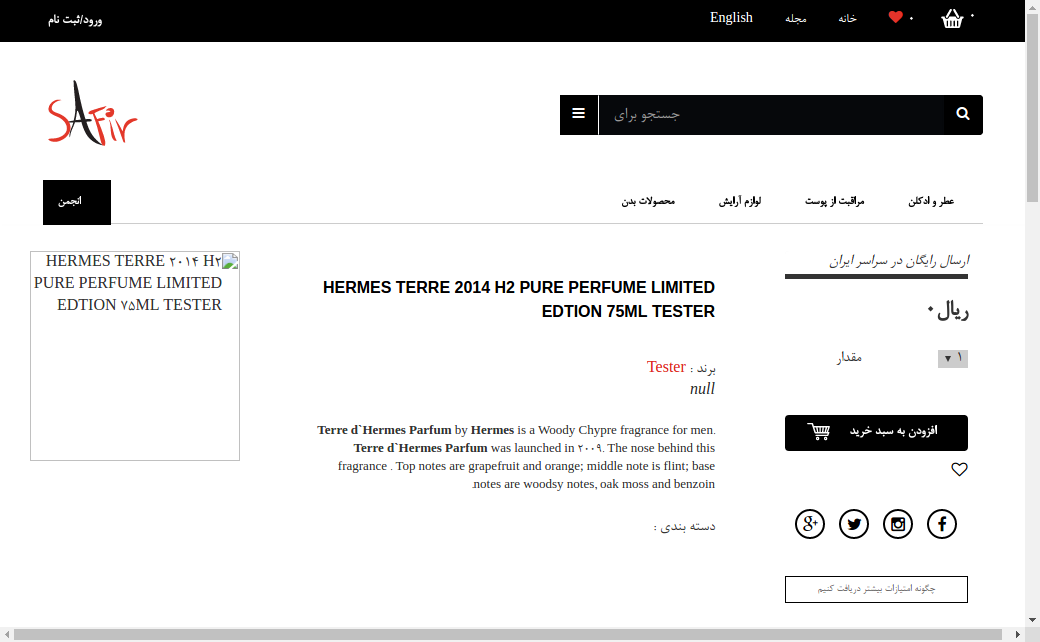 ورود/ثبت نام
English
مجله
خانه
۰
۰
SAFir
جستجو برای
انجمن
محصولات بدن
لوازم آرایش
مراقبت از پوست
عطر و ادکلن
HERMES TERRE ۲۰۱۴ H۲
PURE PERFUME LIMITED
EDTION ۷۵ML TESTER
HERMES TERRE 2014 H2 PURE PERFUME LIMITED
EDTION 75ML TESTER
برند : Tester
null
Terre d`Hermes Parfum by Hermes is a Woody Chypre fragrance for men.
Terre d`Hermes Parfum was launched in ۲۰۰۹. The nose behind this
fragrance . Top notes are grapefruit and orange; middle note is flint; base
.notes are woodsy notes, oak moss and benzoin
دسته بندی :
ارسال رایگان در سراسر ایران
ریال ۰
مقدار
۱
افزودن به سبد خرید
چگونه امتیازات بیشتر دریافت کنیم